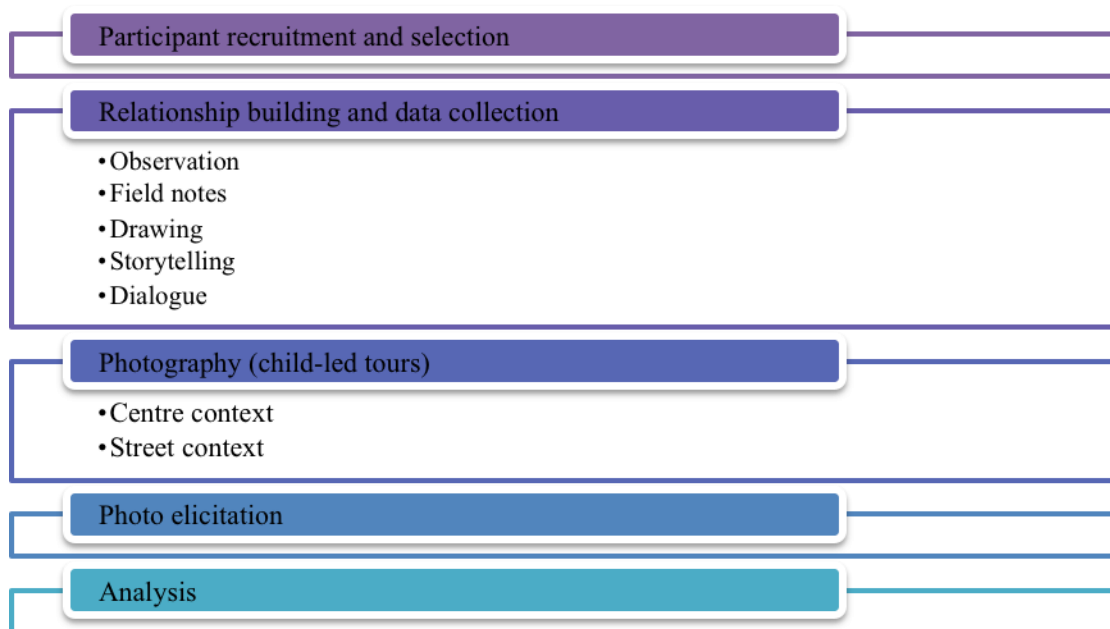 Participant recruitment and selection
Relationship building and data collection
•Observation
•Field notes
•Drawing
•Storytelling
•Dialogue
Photography (child-led tours)
•Centre context
•Street context
Photo elicitation
Analysis